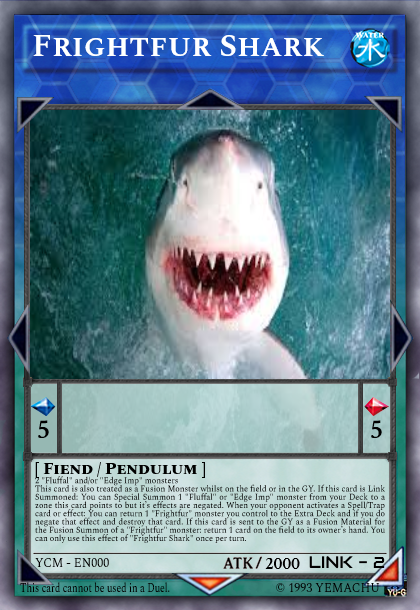 FRIGHTFUR SHARK
WATER
水
5
5
[ FIEND / PENDULUM ]
2 "Fluffal" and/or "Edge Imp" monsters
This card is also treated as a Fusion Monster whilst on the field or in the GY. If this card is Link
Summoned: You can Special Summon 1 "Fluffal" or "Edge Imp" monster from your Deck to a
zone this card points to but it's effects are negated. When your opponent activates a Spell/Trap
card or effect: You can return 1 "Frightfur" monster you control to the Extra Deck and if you do
negate that effect and destroy that card. If this card is sent to the GY as a Fusion Material for
the Fusion Summon of a "Frightfur" monster: return 1 card on the field to its owner's hand. You
can only use this effect of "Frightfur Shark" once per turn.
YCM - EN000
ATK / 2000 LINK - 2
This card cannot be used in a Duel.
© 1993 YEMACHU
YU-G